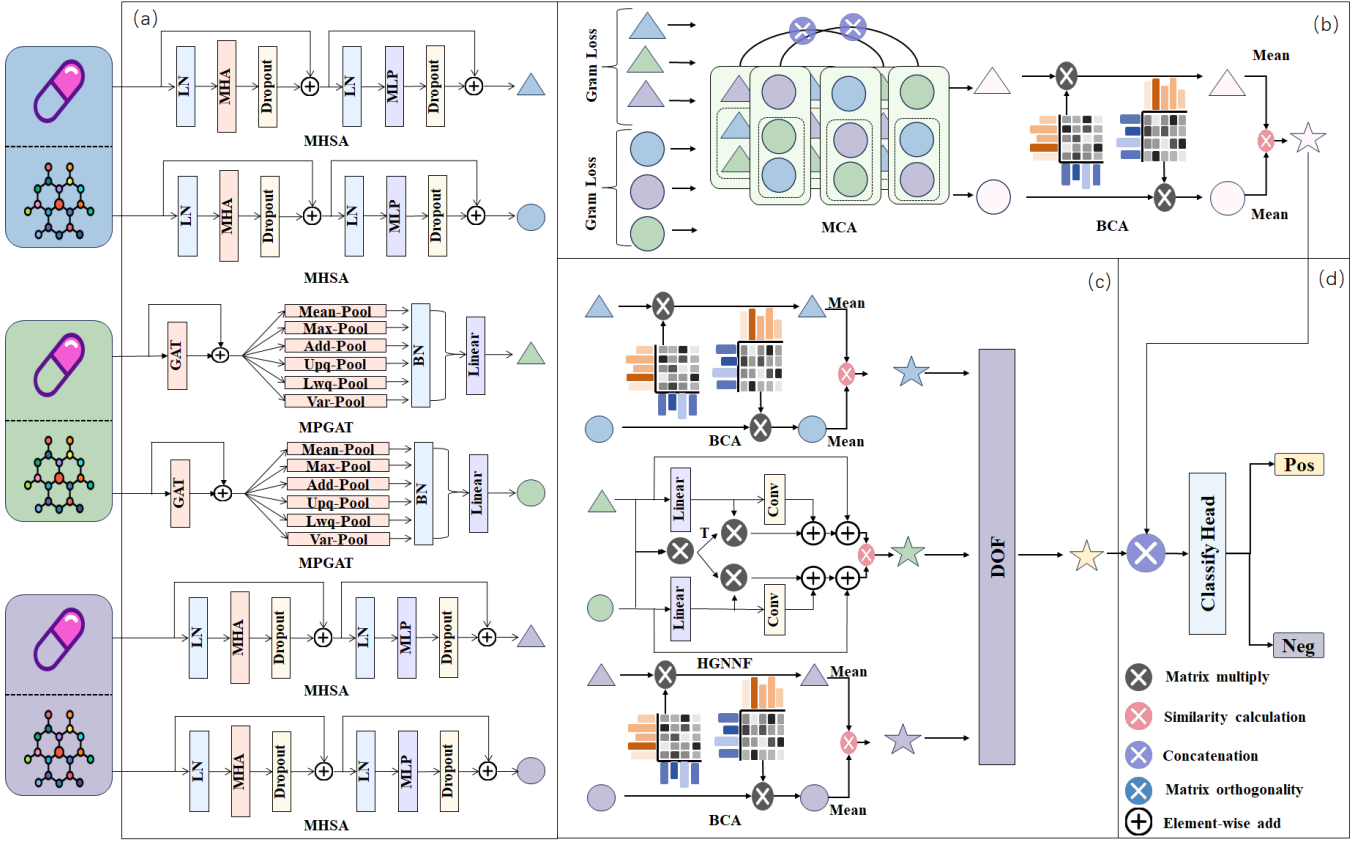 (a)
LN
MHA
Dropout
LN
MLP
Dropout
MHSA
LN
MHA
Dropout
LN
MLP
Dropout
MHSA
GAT
Mean-Pool
Max-Pool
Add-Pool
Upq-Pool
Lwq-Pool
Var-Pool
BN
Linear
MPGAT
GAT
Mean-Pool
Max-Pool
Add-Pool
Upq-Pool
Lwq-Pool
Var-Pool
BN
Linear
MPGAT
LN
MHA
Dropout
LN
MLP
Dropout
MHSA
LN
MHA
Dropout
LN
MLP
Dropout
MHSA
(b)
Gram Loss
Gram Loss
MCA
BCA
Mean
Mean
(c)
Mean
BCA
Mean
Linear
Conv
T
Linear
Conv
HGNNF
Mean
BCA
Mean
DOF
(d)
Classify Head
Pos
Neg
Matrix multiply
Similarity calculation
Concatenation
Matrix orthogonality
Element-wise add